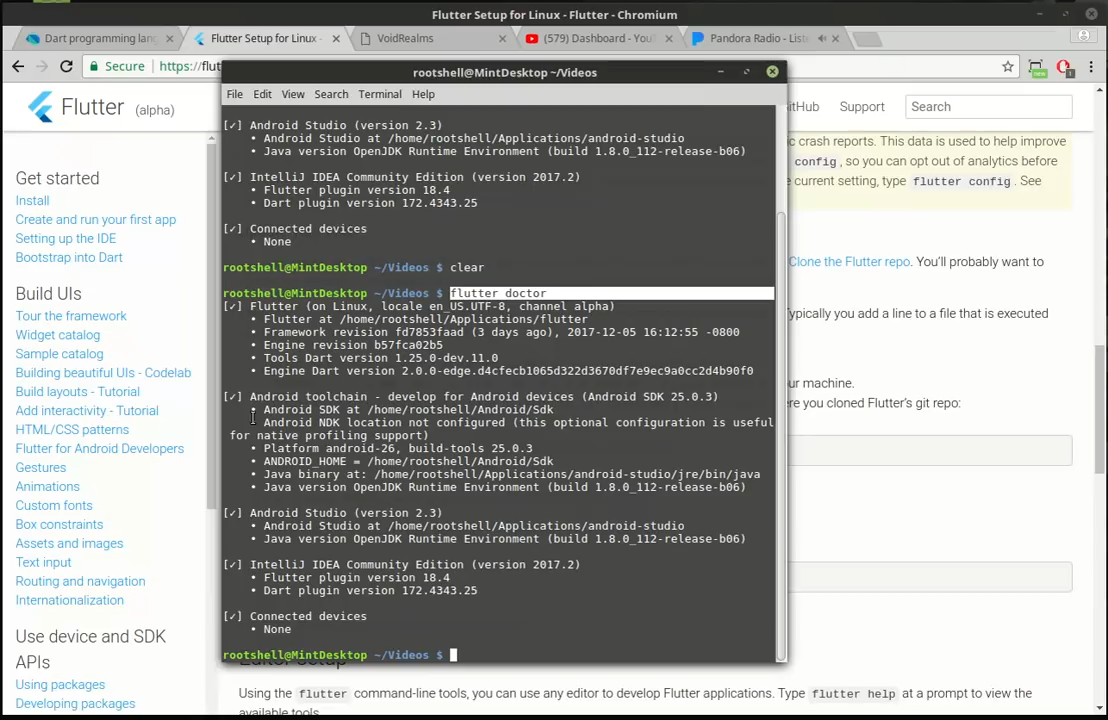 Flutter Setup for Linux - Flutter - Chromium
Dart programming lan
Flutter Setup for Linux -
VoidRealms
(579) Dashboard - You
Pandora Radio - Liste
Secure
https://flut
new
1
rootshell@MintDesktop ~/Videos
File Edit View Search Terminal Help
Flutter (alpha)
Support
Search
Get started
Install
Create and run your first app
Setting up the IDE
Bootstrap into Dart
Build UIs
Tour the framework
Widget catalog
Sample catalog
Building beautiful UIs - Codelab
Build layouts - Tutorial
Add interactivity - Tutorial
HTML/CSS patterns
Flutter for Android Developers
Gestures
Animations
Custom fonts
Box constraints
Assets and images
Text input
Routing and navigation
Internationalization
Use device and SDK
APIs
Using packages
Developing packages
[✓] Android Studio (version 2.3)
• Android Studio at /home/rootshell/Applications/android-studio
• Java version OpenJDK Runtime Environment (build 1.8.0_112-release-b06)
[✓] IntelliJ IDEA Community Edition (version 2017.2)
• Flutter plugin version 18.4
• Dart plugin version 172.4343.25
[✓] Connected devices
• None
rootshell@MintDesktop ~/Videos $ clear
rootshell@MintDesktop ~/Videos $ flutter doctor
[✓] Flutter (on Linux, locale en_US.UTF-8, channel alpha)
• Flutter at /home/rootshell/Applications/flutter
• Framework revision fd7853faad (3 days ago), 2017-12-05 16:12:55 -0800
• Engine revision b57fca02b5
• Tools Dart version 1.25.0-dev.11.0
• Engine Dart version 2.0.0-edge.d4cfecb1065d322d3670df7e9ec9a0cc2d4b90f0
[✓] Android toolchain - develop for Android devices (Android SDK 25.0.3)
• Android SDK at /home/rootshell/Android/Sdk
• Android NDK location not configured (this optional configuration is useful
for native profiling support)
• Platform android-26, build-tools 25.0.3
• ANDROID_HOME = /home/rootshell/Android/Sdk
• Java binary at: /home/rootshell/Applications/android-studio/jre/bin/java
• Java version OpenJDK Runtime Environment (build 1.8.0_112-release-b06)
[✓] Android Studio (version 2.3)
• Android Studio at /home/rootshell/Applications/android-studio
• Java version OpenJDK Runtime Environment (build 1.8.0_112-release-b06)
[✓] IntelliJ IDEA Community Edition (version 2017.2)
• Flutter plugin version 18.4
• Dart plugin version 172.4343.25
[✓] Connected devices
• None
rootshell@MintDesktop ~/Videos $
ic crash reports. This data is used to help improve
config, so you can opt out of analytics before
e current setting, type flutter config. See
Clone the Flutter repo. You'll probably want to
Typically you add a line to a file that is executed
our machine.
ere you cloned Flutter's git repo:
Using the flutter command-line tools, you can use any editor to develop Flutter applications. Type flutter help at a prompt to view the
available tools.